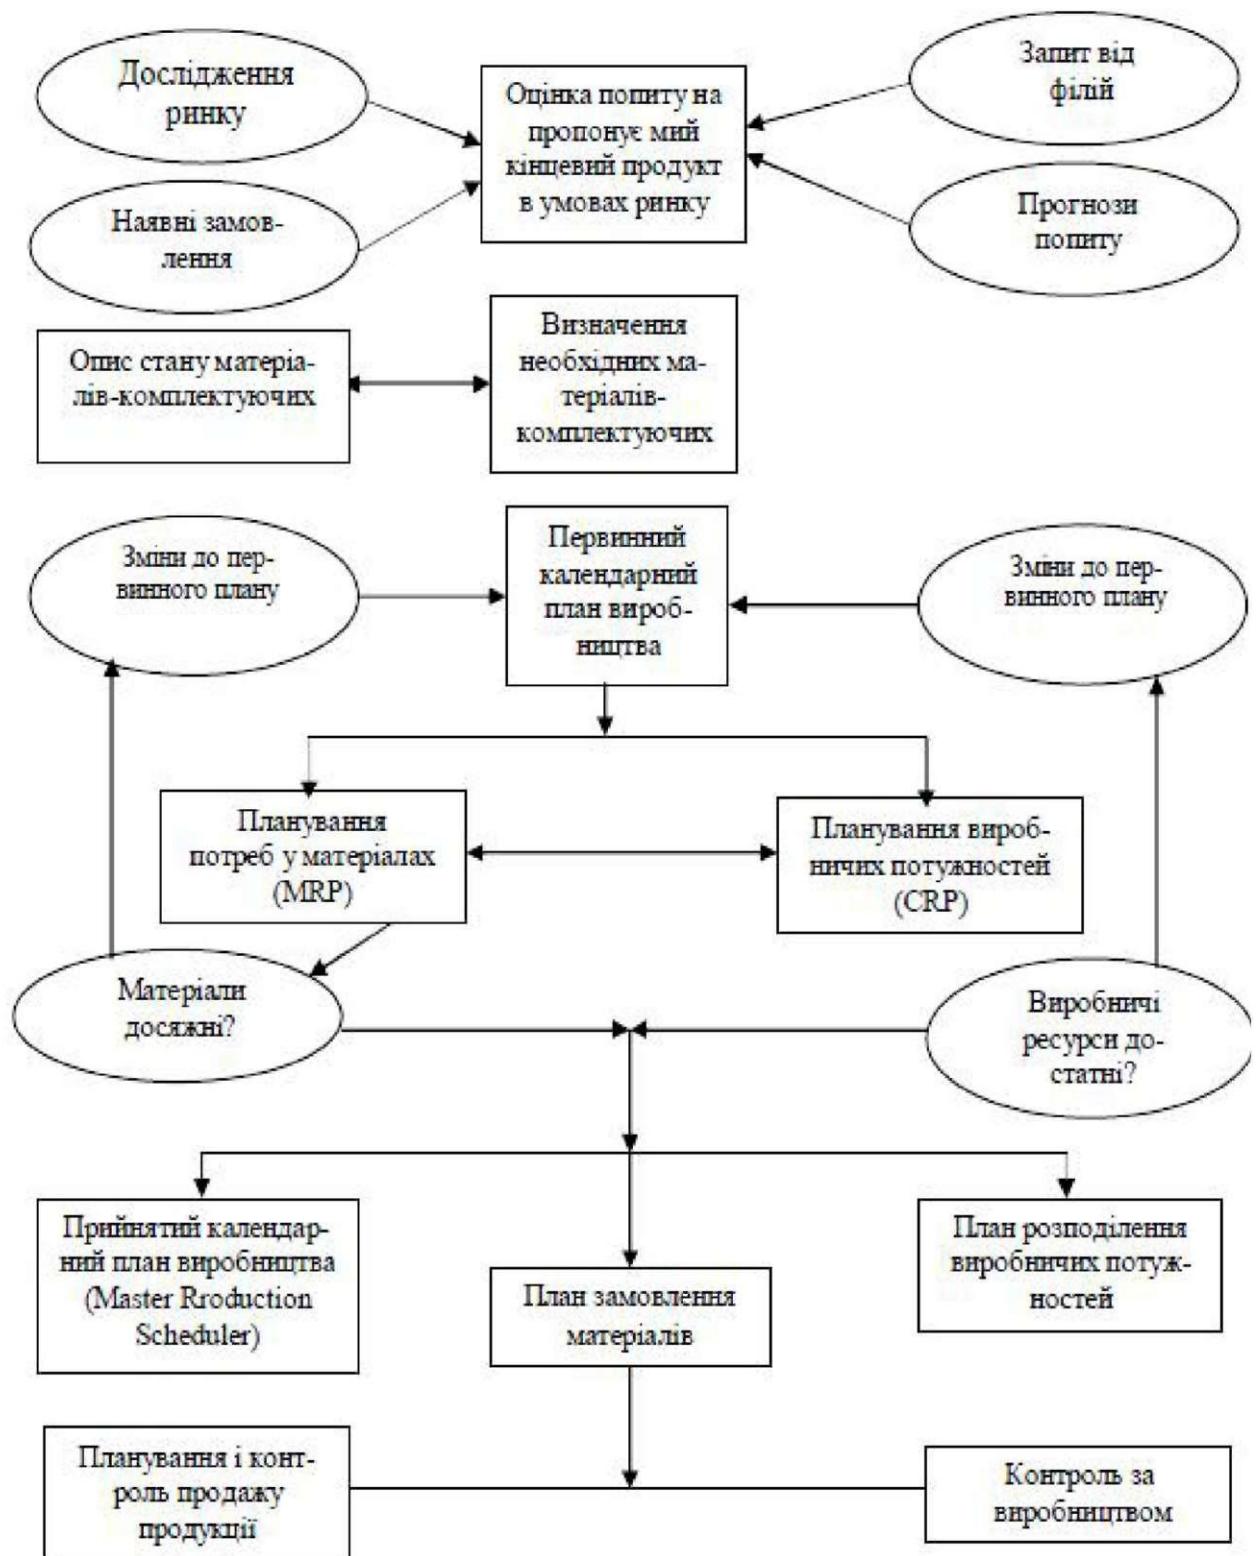 Дослідження
ринку
Оцінка попиту на
пропонує мий
кінцевий продукт
в умовах ринку
Запит від
філій
Наявні замов-
лення
Прогнози
попиту
Опис стану матеріа-
лів-комплектуючих
Визначення
необхідних ма-
теріалів-
комплектуючих
Зміни до пер-
винного плану
Первинний
календарний
план вироб-
ництва
Зміни до пер-
винного плану
Планування
потреб у матеріалах
(MRP)
Планування вироб-
ничих потужностей
(CRP)
Матеріали
досяжні?
Виробничі
ресурси до-
статні?
Прийнятий календар-
ний план виробництва
(Master Rroduction
Scheduler)
План замовлення
матеріалів
План розподілення
виробничих потуж-
ностей
Планування і конт-
роль продажу
продукції
Контроль за
виробництвом